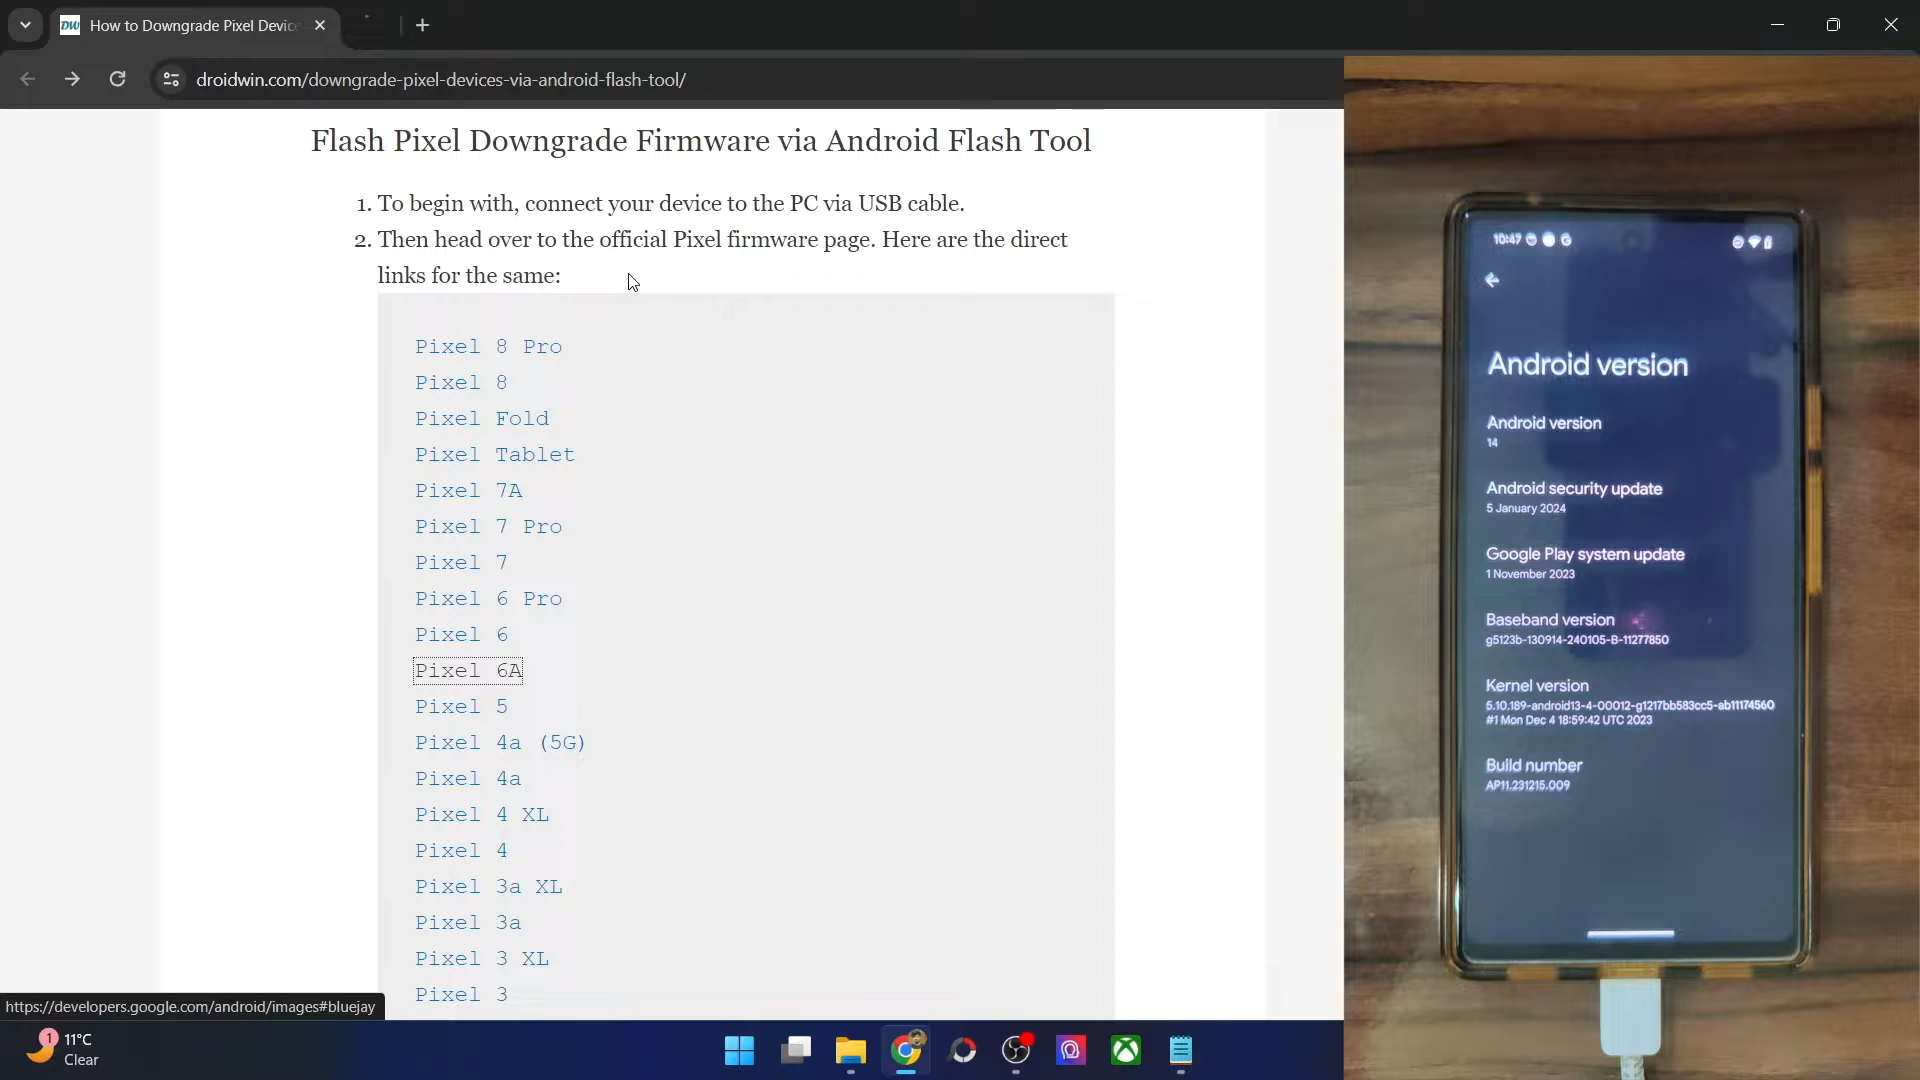 DW How to Downgrade Pixel Device
droidwin.com/downgrade-pixel-devices-via-android-flash-tool/
Flash Pixel Downgrade Firmware via Android Flash Tool
1. To begin with, connect your device to the PC via USB cable.
2. Then head over to the official Pixel firmware page. Here are the direct
links for the same:
Pixel 8 Pro
Pixel 8
Pixel Fold
Pixel Tablet
Pixel 7A
Pixel 7 Pro
Pixel 7
Pixel 6 Pro
Pixel 6
Pixel 6A
Pixel 5
Pixel 4a (5G)
Pixel 4a
Pixel 4 XL
Pixel 4
Pixel 3a XL
Pixel 3a
Pixel 3 XL
Pixel 3
https://developers.google.com/android/images#bluejay
1
11°C
Clear
10:47
Android version
Android version
14
Android security update
5 January 2024
Google Play system update
1 November 2023
Baseband version
g5123b-130914-240105-B-11277850
Kernel version
5.10.189-android13-4-00012-g1217bb583cc5-ab11174560
#1 Mon Dec 4 18:59:42 UTC 2023
Build number
AP11.231215.009